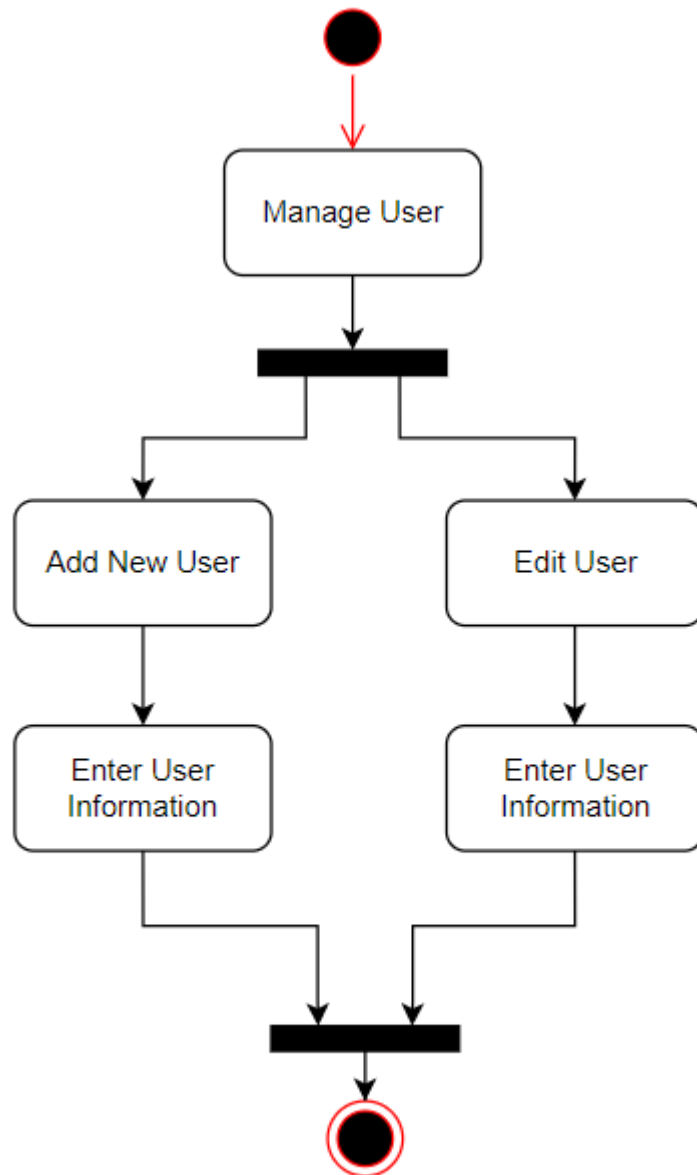 Manage User
Add New User
Edit User
Enter User
Information
Enter User
Information